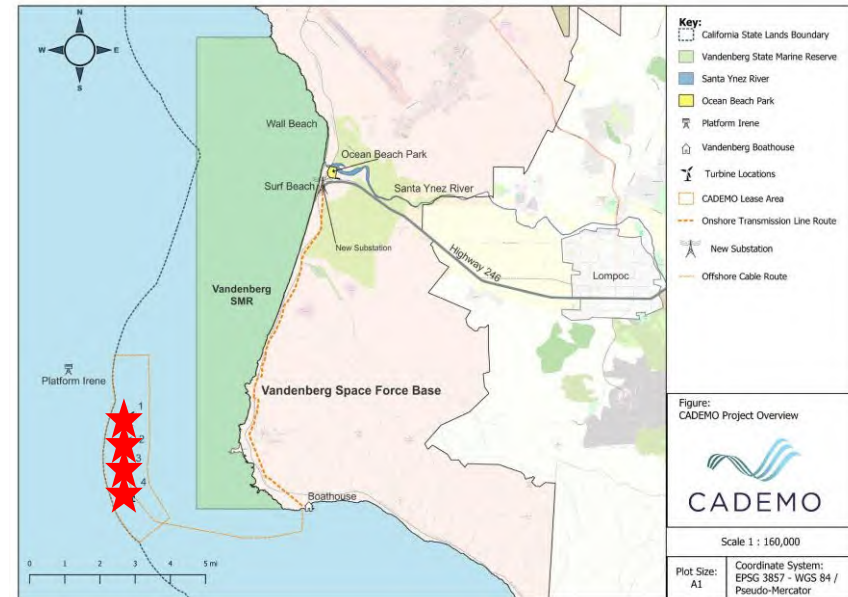 N
W
E
S
Wall Beach
Ocean Beach Park
Surf Beach
Santa Ynez River
New Substation
Highway 246
Lompoc
Vandenberg
SMR
Platform Irene
Vandenberg Space Force Base
1
2
3
4
Boathouse
0 1 2 3 4 5 mi
Key:
California State Lands Boundary
Vandenberg State Marine Reserve
Santa Ynez River
Ocean Beach Park
Platform Irene
Vandenberg Boathouse
Turbine Locations
CADEMO Lease Area
Onshore Transmission Line Route
New Substation
Offshore Cable Route
Figure:
CADEMO Project Overview
CADEMO
Scale 1 : 160,000
Plot Size:
A1
Coordinate System:
EPSG 3857 - WGS 84 /
Pseudo-Mercator